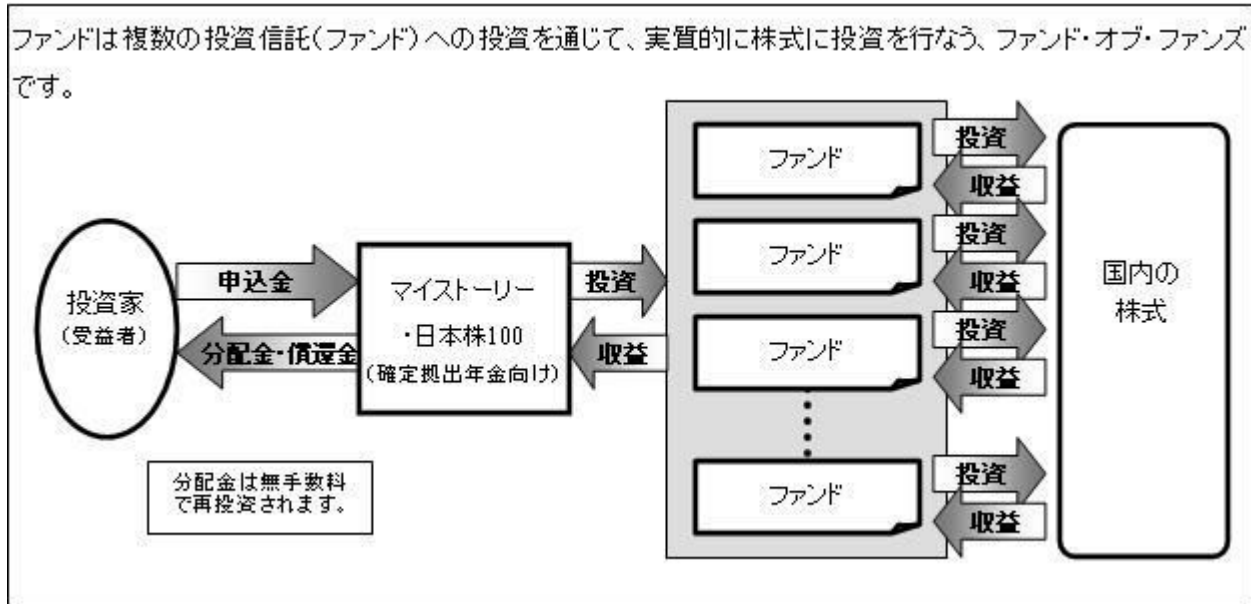 ファンドは複数の投資信託(ファンド)への投資を通じて、実質的に株式に投資を行なう、ファンド・オブ・ファンズ
です。
投資家
(受益者)
申込金
分配金・償還金
マイストーリー
・日本株100
(確定拠出年金向け)
投資
収益
ファンド
ファンド
ファンド
ファンド
投資
収益
投資
収益
投資
収益
投資
収益
国内の
株式
分配金は無手数料
で再投資されます。